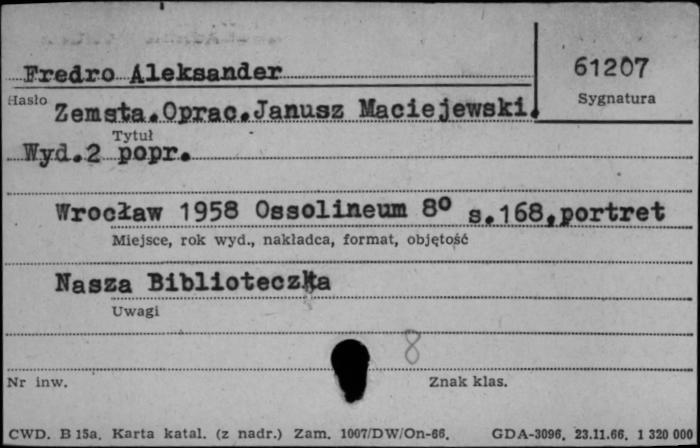 Fredro Aleksander
61207
Hasło
Sygnatura
Zemsta.Oprac.Janusz Maciejewski.
Tytuł
Wyd.2 popr.
Wrocław 1958 Ossolineum 8º s.168,portret
Miejsce, rok wyd., nakładca, format, objętość
Nasza Biblioteczka
Uwagi
8
Nr inw.
Znak klas.
CWD. B 15a. Karta katal. (z nadr.) Zam. 1007/DW/On-66. GDA-3096. 23.11.66. 1 320 000